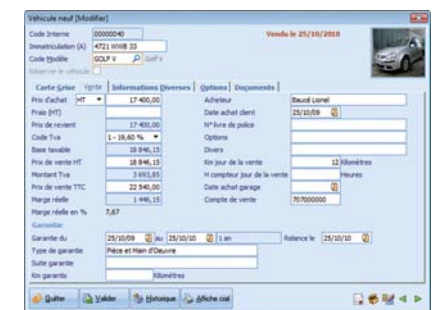 Véhicule neuf [Modifier]
Code Interne 00000040 Vendu le 25/10/2010
Immatriculation (A) 4721 WWB 33
Code Modèle GOLF V Golf V
Réserver le véhicule
Carte Grise Vente Informations Diverses Options Documents
Prix d'achat HT 17 400,00 Acheteur Baucé Lionel
Frais (HT) Date achat client 25/10/09
Prix de revient 17 400,00 N° livre de police
Code Tva 1 - 19,60 % Options
Base taxable 18 846,15 Divers
Prix de vente HT 18 846,15 Km jour de la vente 12 Kilomètres
Montant Tva 3 693,85 H compteur jour de la vente Heures
Prix de vente TTC 22 540,00 Date achat garage
Marge réelle 1 446,15 Compte de vente 707000000
Marge réelle en % 7,67
Garantie
Garantie du 25/10/09 au 25/10/10 1 an Relance le 25/10/10
Type de garantie Pièce et Main d'Oeuvre
Suite garantie
Km garantis Kilomètres
Quitter Valider Historique Affiche cial